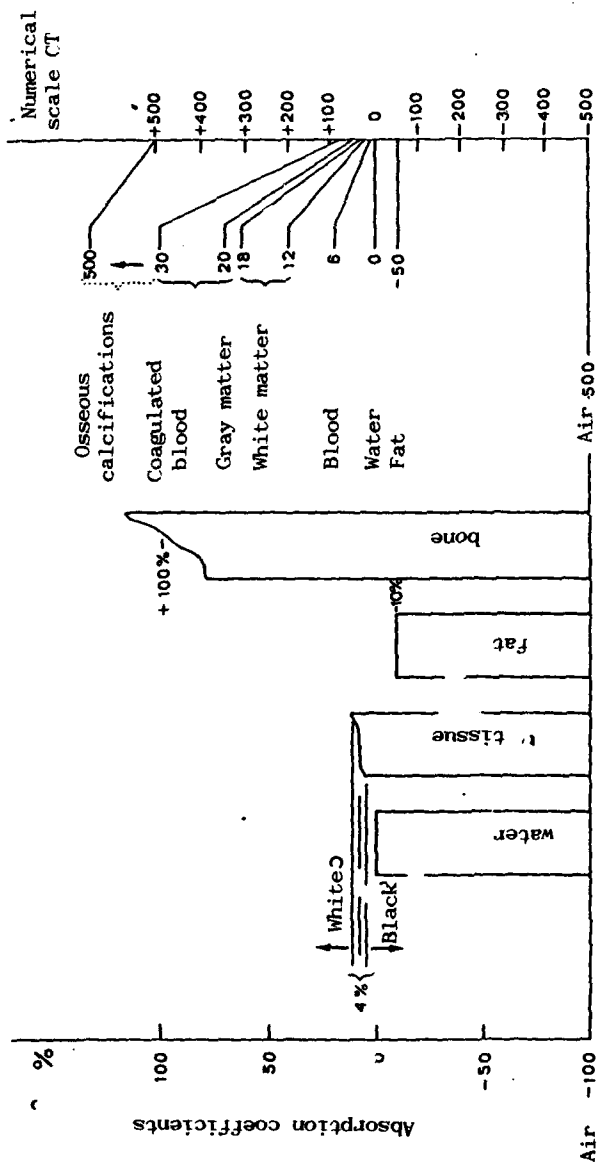 %
Absorption coefficients
100
50
0
-50
Air -100
4%
White
Black
water
tissue
fat
-10%
bone
+100%-
Osseous
calcifications
Coagulated
blood
Gray matter
White matter
Blood
Water
Fat
500
30
20
18
12
6
0
-50
Numerical
scale CT
+500
+400
+300
+200
+100
0
-100
-200
-300
-400
-500
Air 500